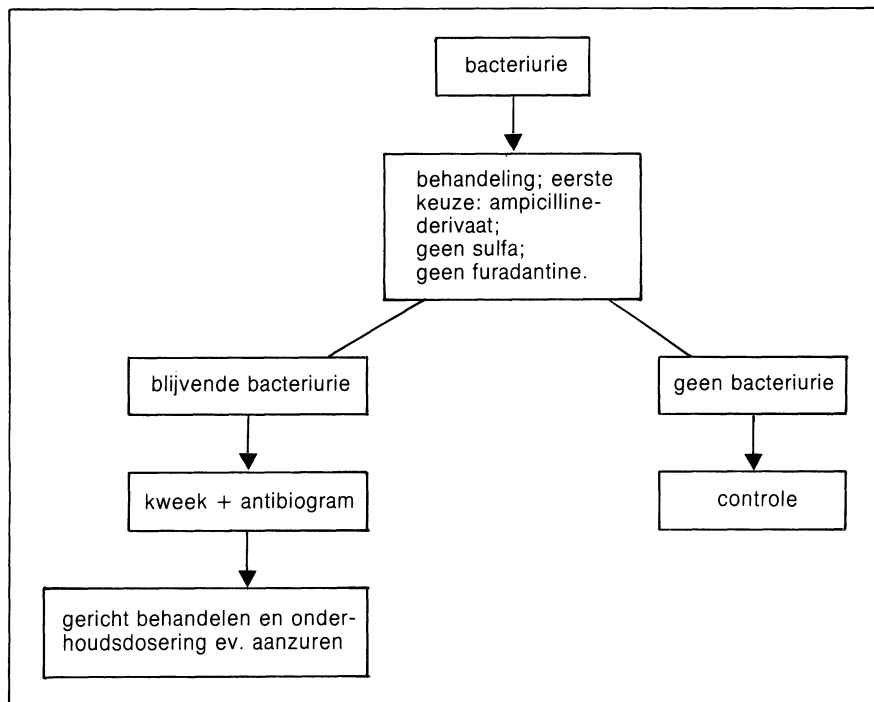 bacteriurie
behandeling; eerste
keuze: ampicilline-
derivaat;
geen sulfa;
geen furadantine.
blijvende bacteriurie
geen bacteriurie
kweek + antibiogram
controle
gericht behandelen en onder-
houdsdosering ev. aanzuren